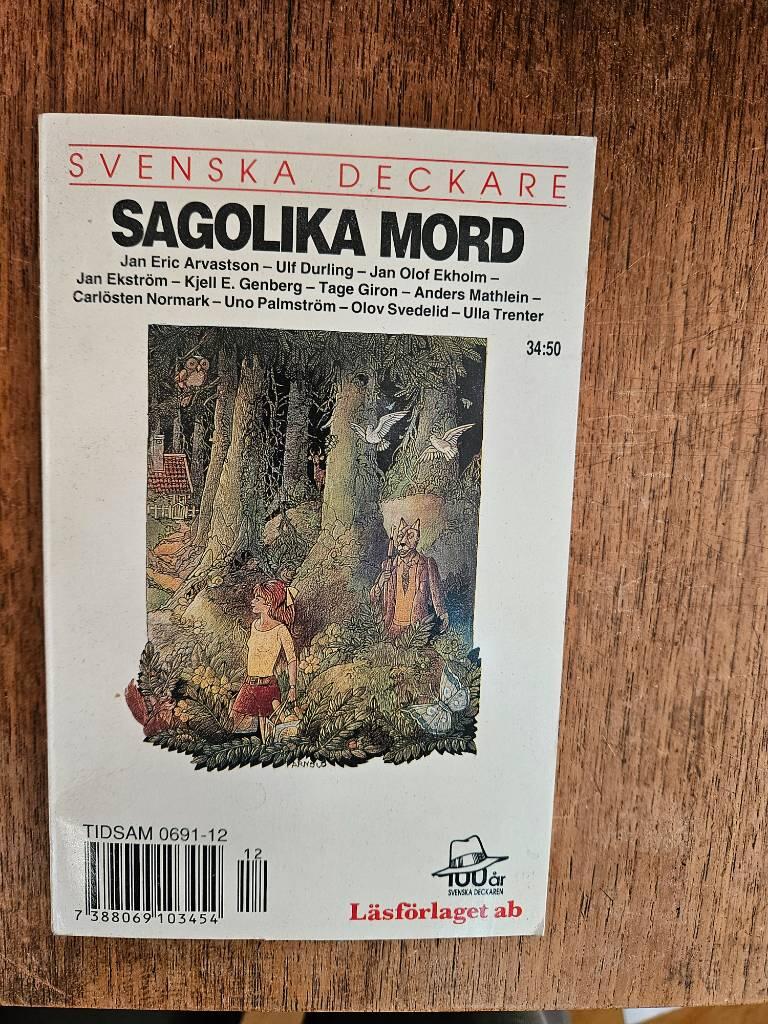 SVENSKA DECKARE
SAGOLIKA MORD
Jan Eric Arvastson – Ulf Durling – Jan Olof Ekholm –
Jan Ekström – Kjell E. Genberg – Tage Giron – Anders Mathlein –
Carlösten Normark – Uno Palmström – Olov Svedelid – Ulla Trenter
34:50
TIDSAM 0691-12
12
7 388069 103454
100 år
SVENSKA DECKAREN
Läsförlaget ab